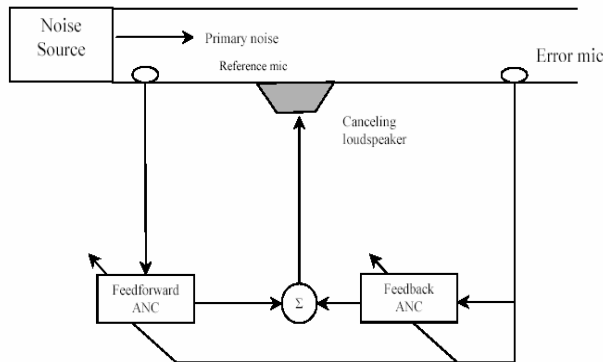 Noise
Source
Primary noise
Reference mic
Error mic
Canceling
loudspeaker
Feedforward
ANC
Σ
Feedback
ANC